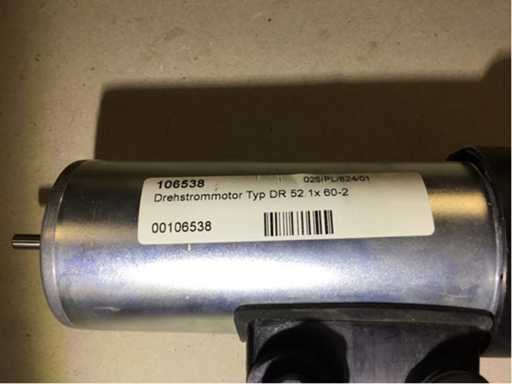 106538 025/PL/624/01
Drehstrommotor Typ DR 52.1x 60-2
00106538